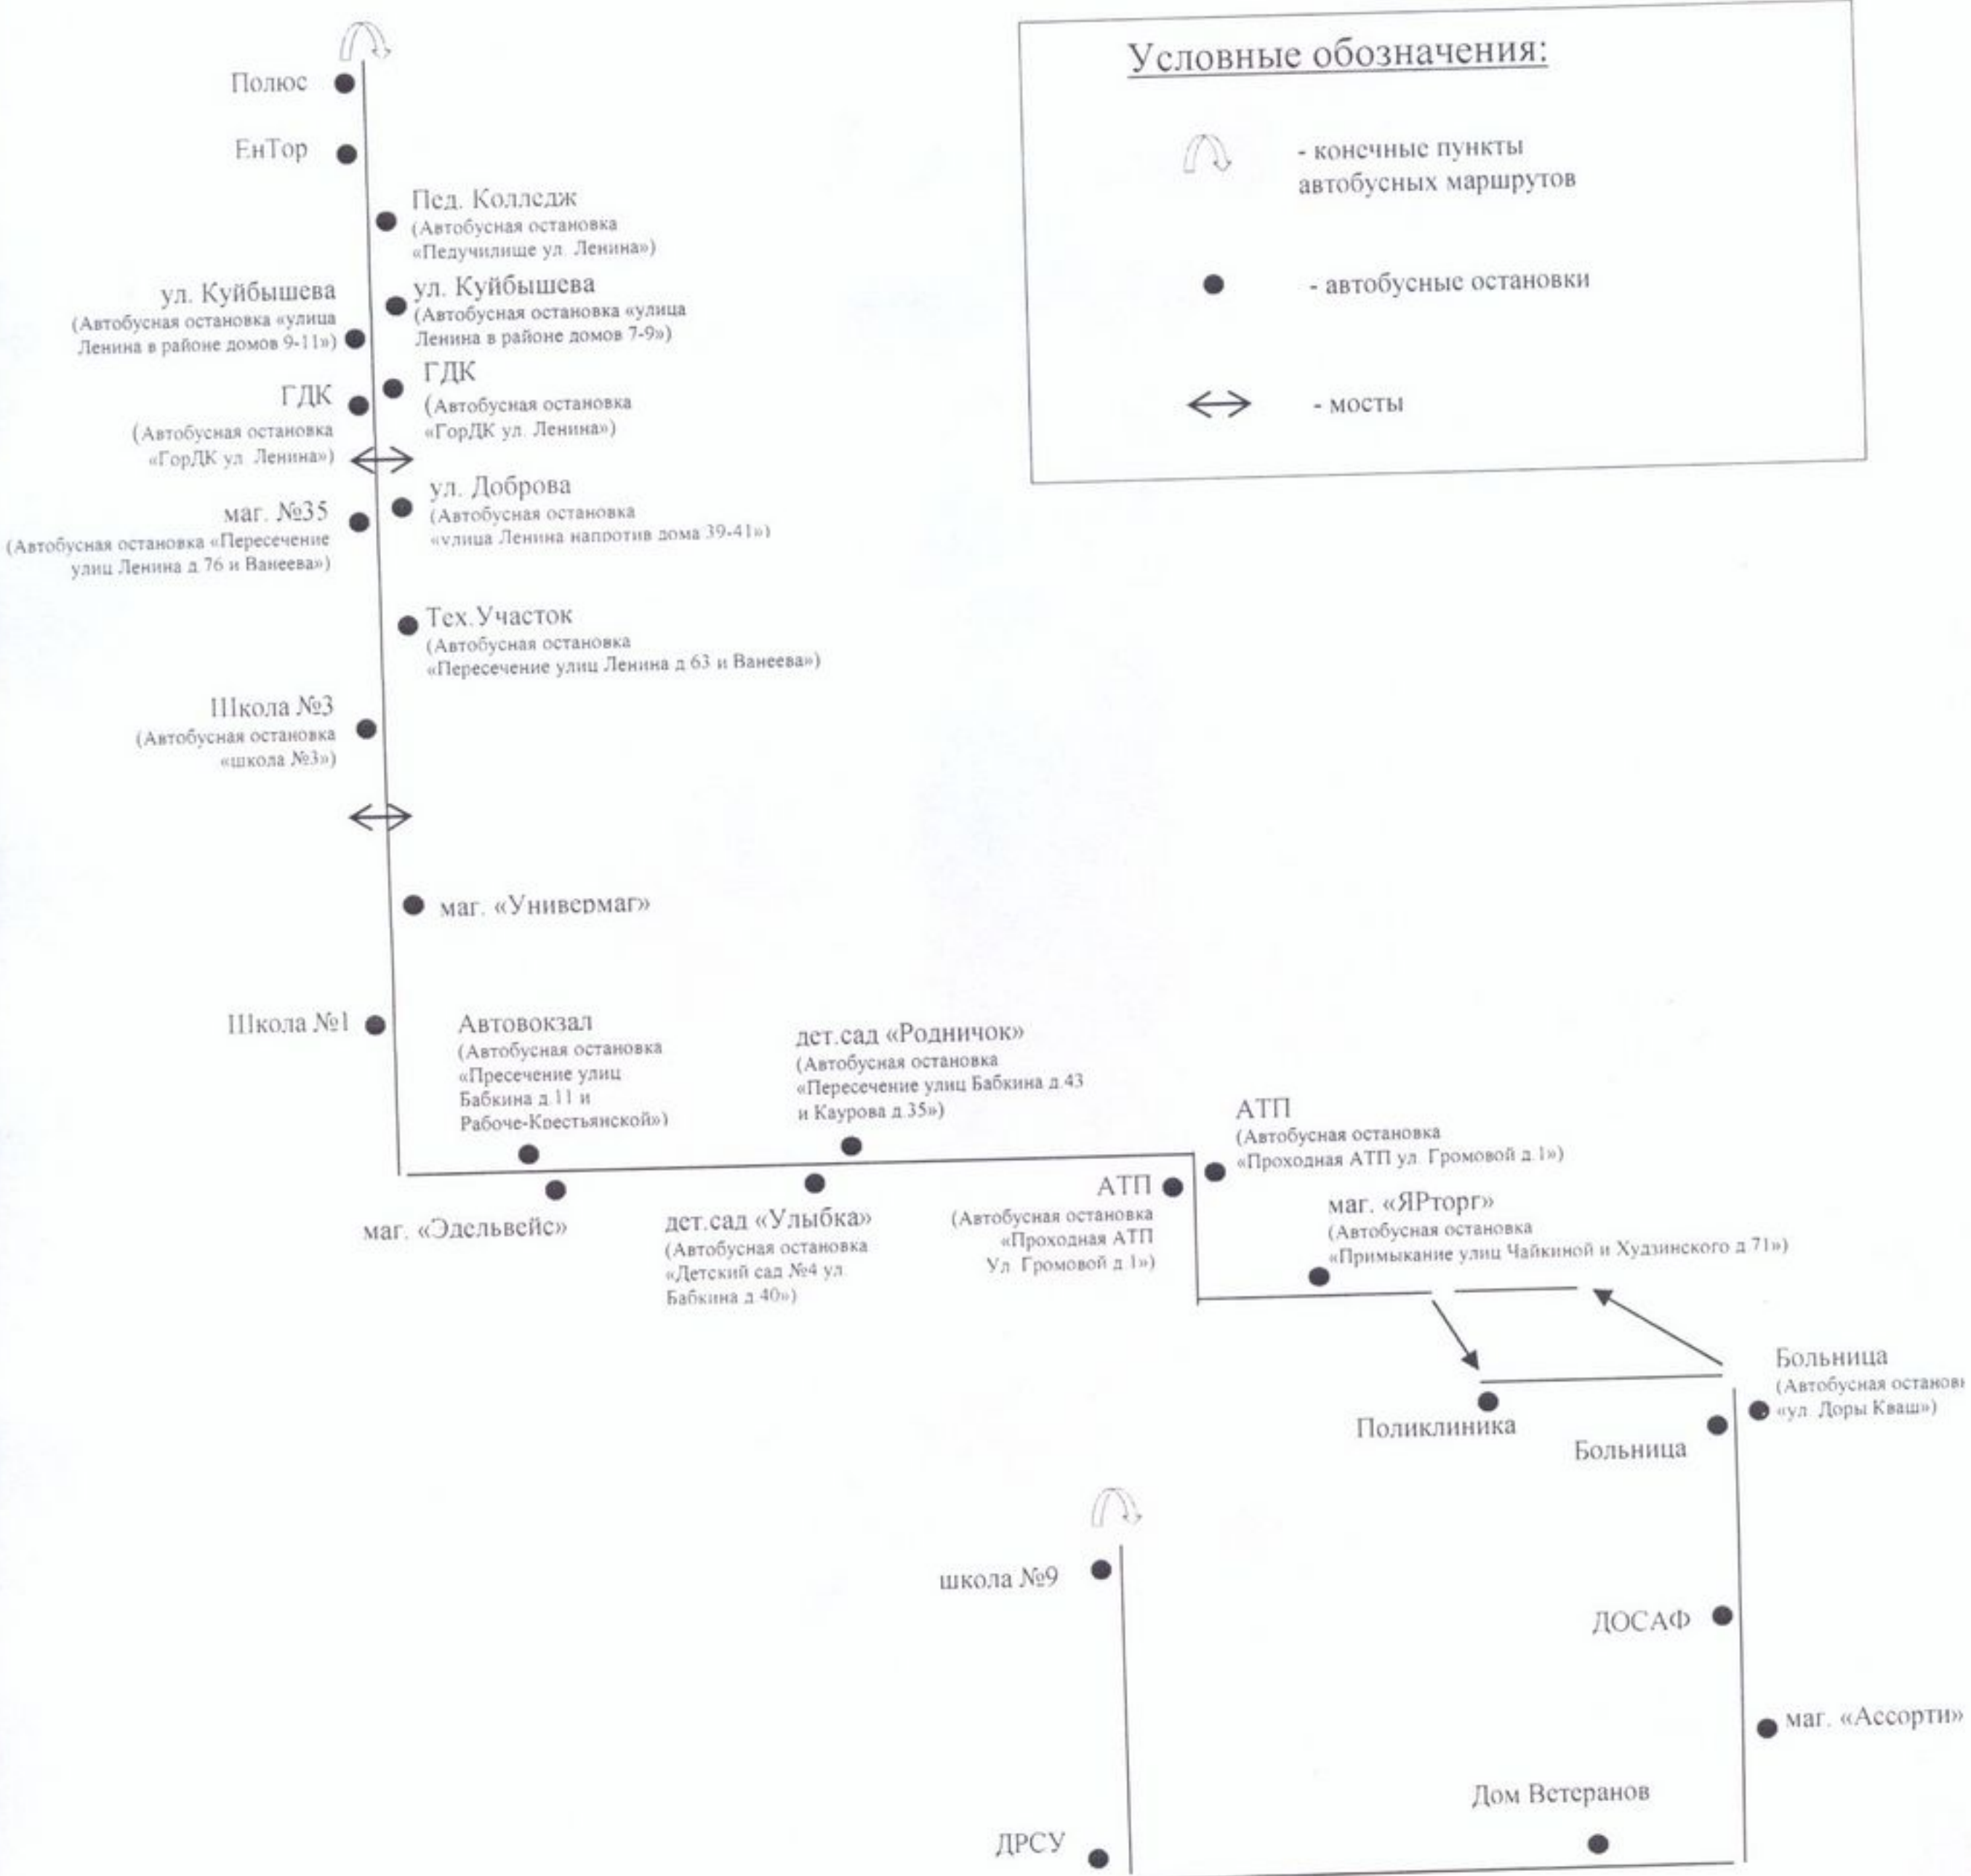 Условные обозначения:
- конечные пункты
автобусных маршрутов
- автобусные остановки
- мосты
Полюс
ЕнТор
Пед. Колледж
(Автобусная остановка
«Педучилище ул. Ленина»)
ул. Куйбышева
(Автобусная остановка «улица
Ленина в районе домов 9-11»)
ул. Куйбышева
(Автобусная остановка «улица
Ленина в районе домов 7-9»)
ГДК
(Автобусная остановка
«ГорДК ул. Ленина»)
ГДК
(Автобусная остановка
«ГорДК ул. Ленина»)
маг. №35
(Автобусная остановка «Пересечение
улиц Ленина д.76 и Ванеева»)
ул. Доброва
(Автобусная остановка
«улица Ленина напротив дома 39-41»)
Тех.Участок
(Автобусная остановка
«Пересечение улиц Ленина д.63 и Ванеева»)
Школа №3
(Автобусная остановка
«школа №3»)
маг. «Универмаг»
Школа №1
Автовокзал
(Автобусная остановка
«Пресечение улиц
Бабкина д.11 и
Рабоче-Крестьянской»)
маг. «Эдельвейс»
дет.сад «Родничок»
(Автобусная остановка
«Пересечение улиц Бабкина д.43
и Каурова д.35»)
дет.сад «Улыбка»
(Автобусная остановка
«Детский сад №4 ул.
Бабкина д.40»)
АТП
(Автобусная остановка
«Проходная АТП
Ул. Громовой д.1»)
АТП
(Автобусная остановка
«Проходная АТП ул. Громовой д.1»)
маг. «ЯРторг»
(Автобусная остановка
«Примыкание улиц Чайкиной и Худзинского д.71»)
Поликлиника
Больница
Больница
(Автобусная останов
«ул. Доры Кваш»)
школа №9
ДОСАФ
маг. «Ассорти»
Дом Ветеранов
ДРСУ